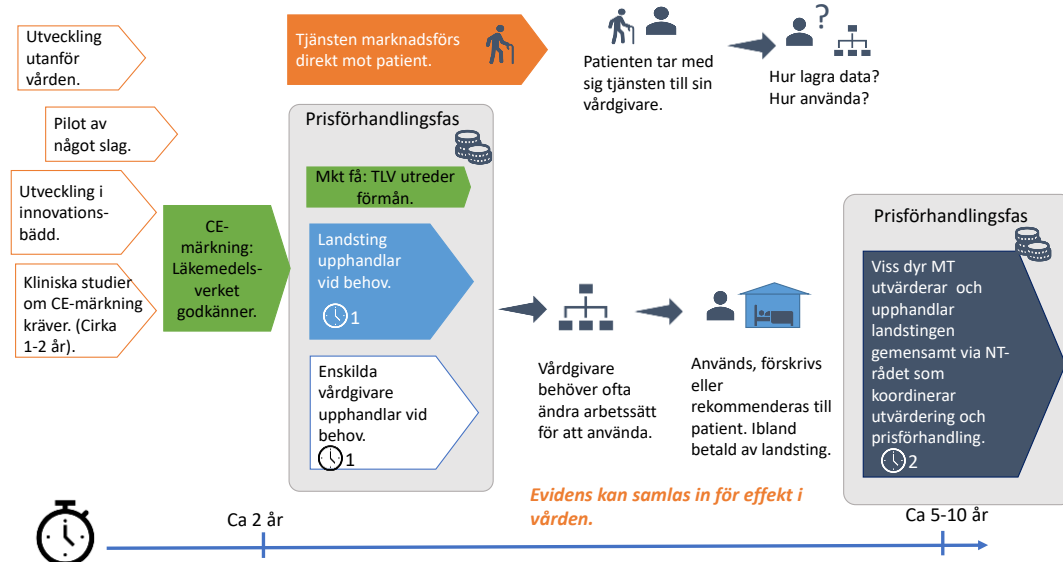 Utveckling
utanför
vården.
Pilot av
något slag.
Utveckling i
innovations-
bädd.
Kliniska studier
om CE-märkning
kräver. (Cirka
1-2 år).
CE-
märkning:
Läkemedels-
verket
godkänner.
Tjänsten marknadsförs
direkt mot patient.
Patienten tar med
sig tjänsten till sin
vårdgivare.
?
Hur lagra data?
Hur använda?
Prisförhandlingsfas
Mkt få: TLV utreder
förmån.
Landsting
upphandlar
vid behov.
1
Enskilda
vårdgivare
upphandlar vid
behov.
1
Vårdgivare
behöver ofta
ändra arbetssätt
för att använda.
Används, förskrivs
eller
rekommenderas till
patient. Ibland
betald av landsting.
Prisförhandlingsfas
Viss dyr MT
utvärderar och
upphandlar
landstingen
gemensamt via NT-
rådet som
koordinerar
utvärdering och
prisförhandling.
2
Evidens kan samlas in för effekt i
vården.
Ca 2 år
Ca 5-10 år